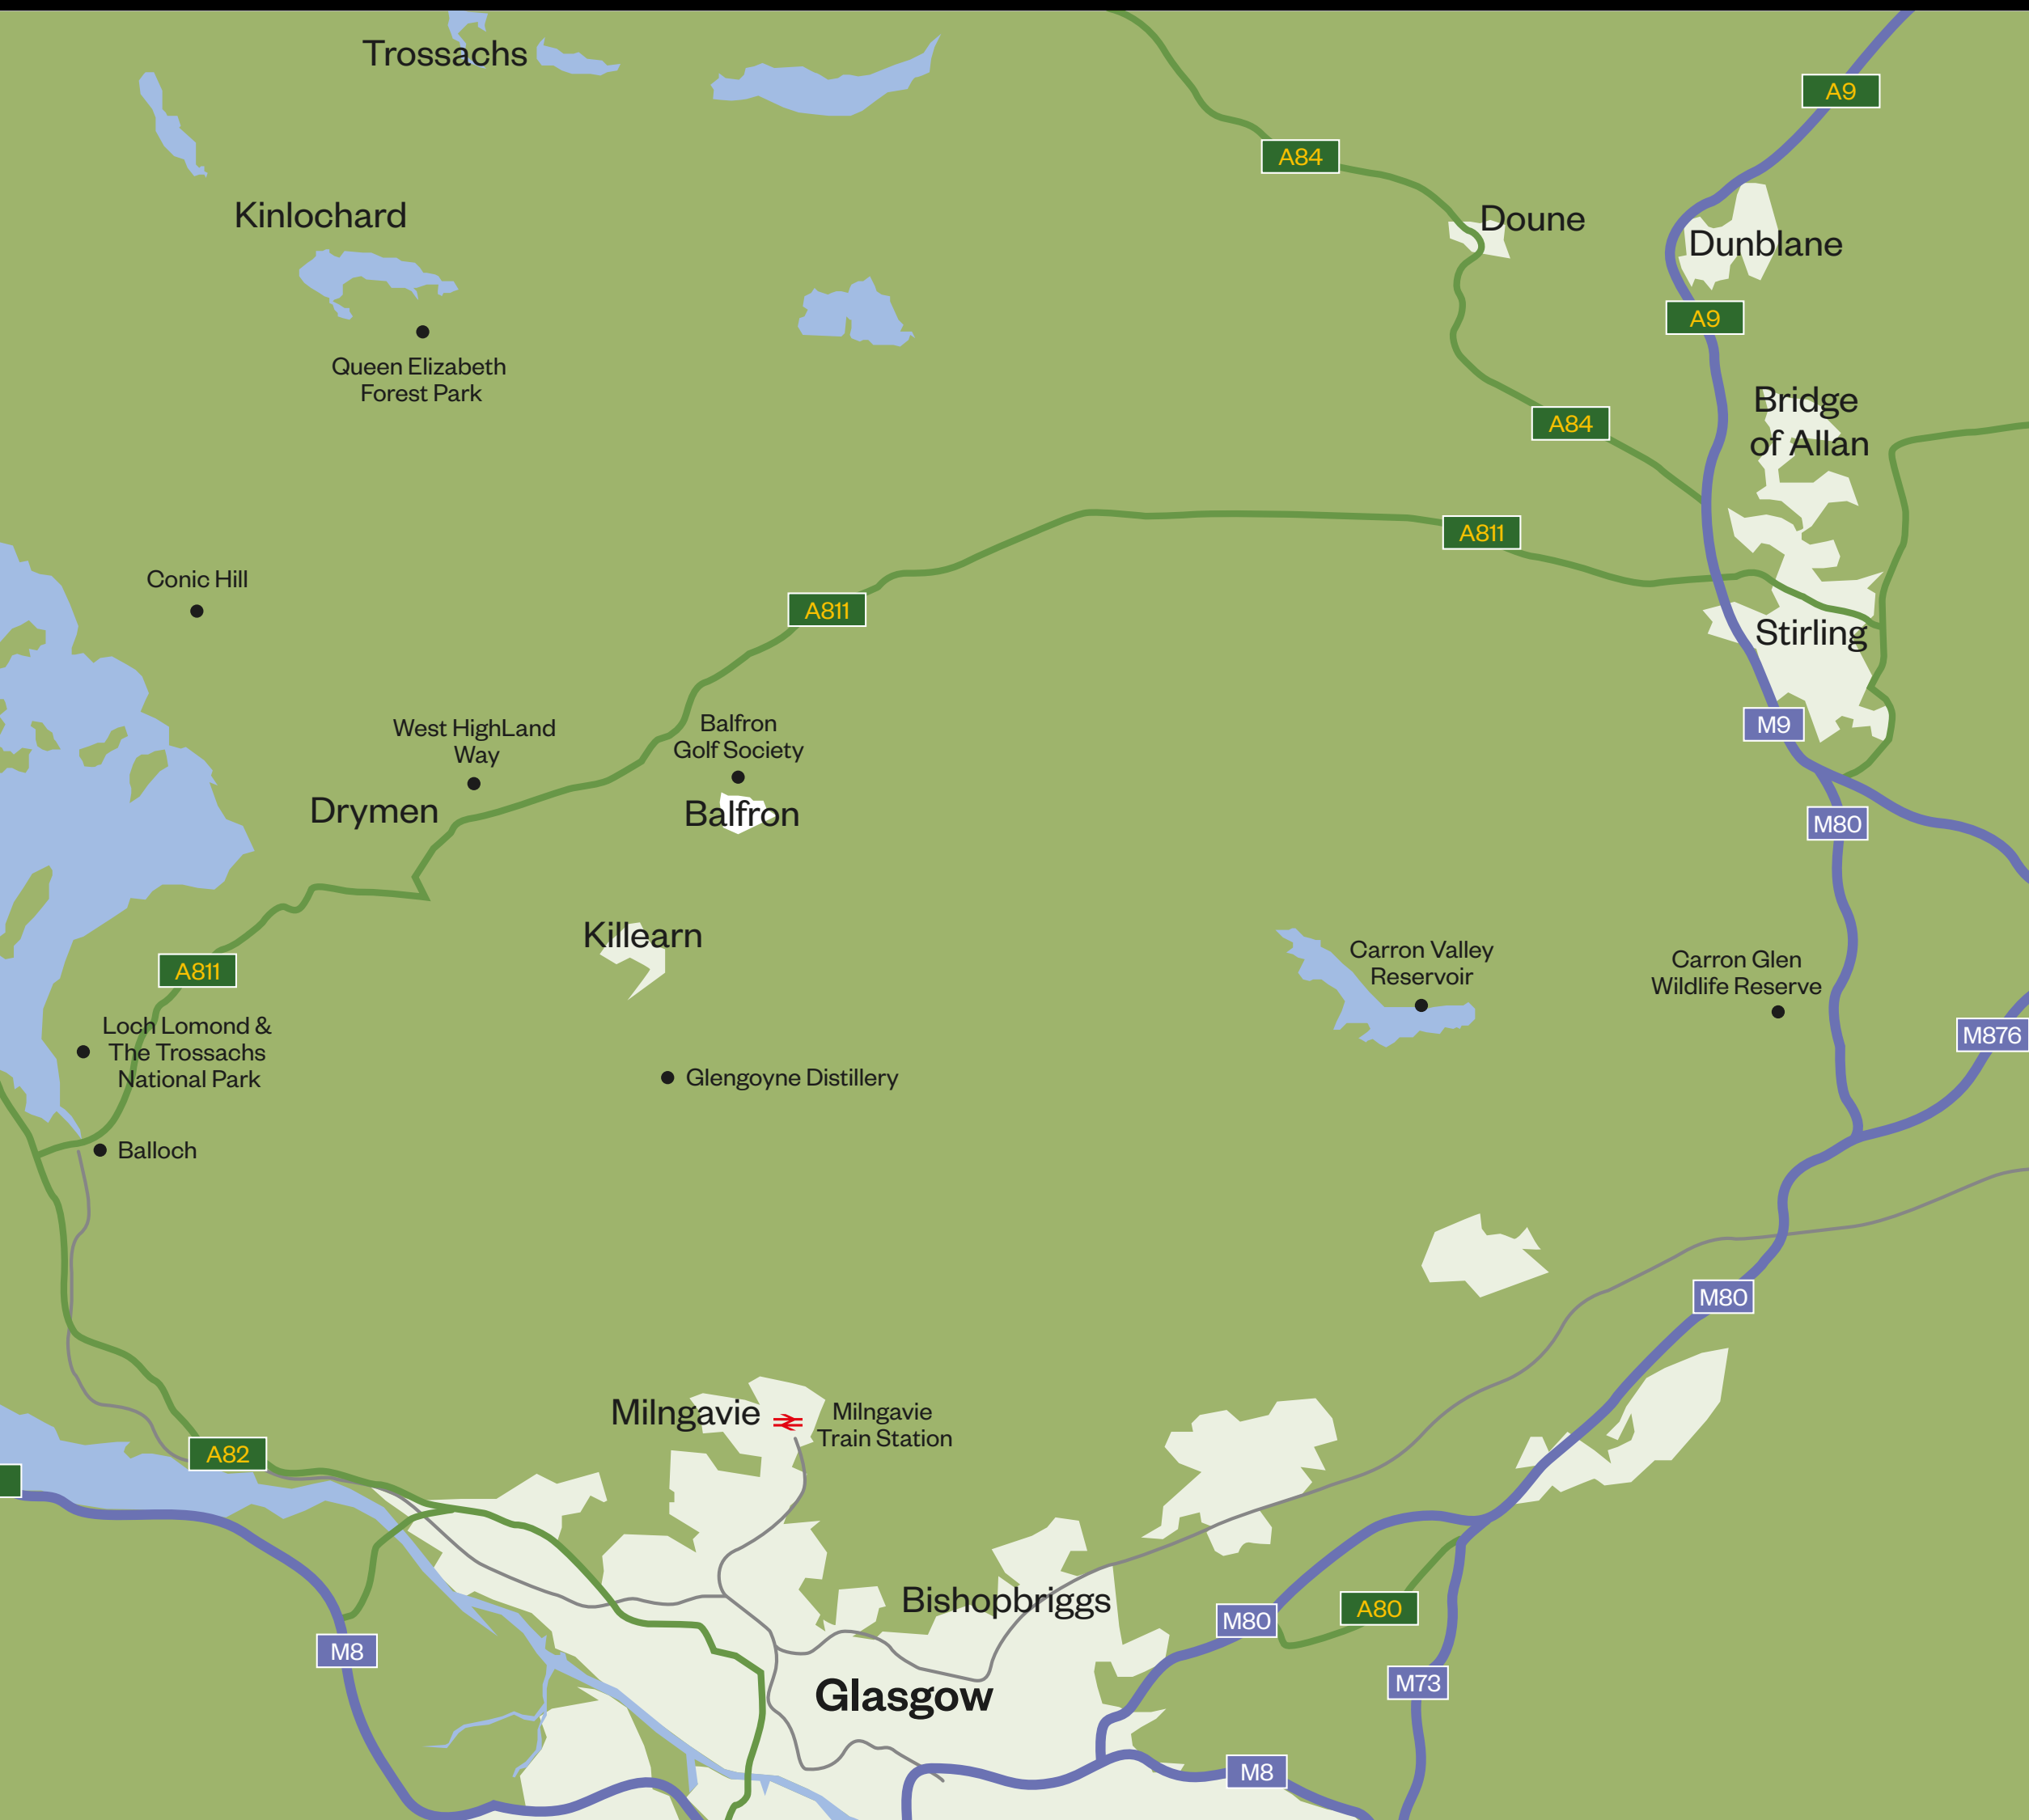 Trossachs
A9
A84
Kinlochard
Doune
Dunblane
A9
Queen Elizabeth
Forest Park
Bridge
of Allan
A84
A811
Conic Hill
A811
Stirling
West HighLand
Way
Balfron
Golf Society
M9
Drymen
Balfron
M80
Killearn
Carron Valley
Reservoir
Carron Glen
Wildlife Reserve
A811
Loch Lomond &
The Trossachs
National Park
M876
Glengoyne Distillery
Balloch
M80
Milngavie
Milngavie
Train Station
A82
Bishopbriggs
M80
A80
M8
M73
Glasgow
M8